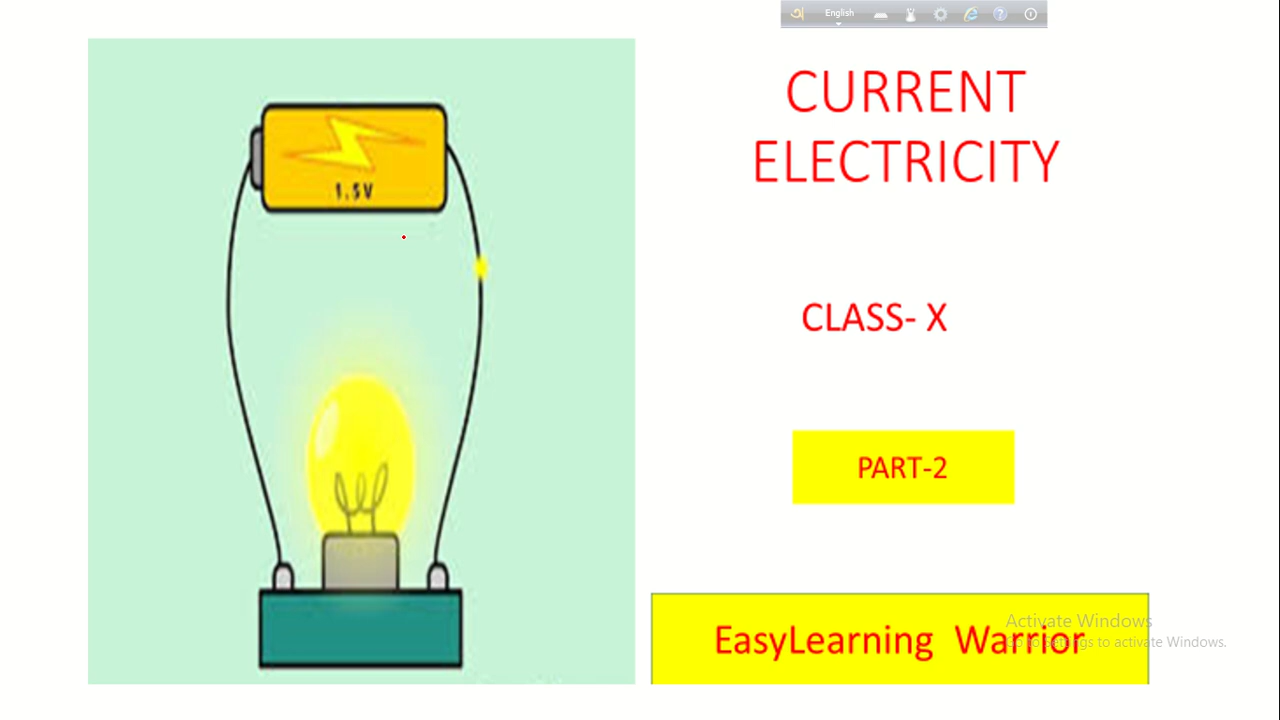 অ English
CURRENT
ELECTRICITY
1.5V
CLASS- X
PART-2
EasyLearning Warrior
Activate Windows
Go to Settings to activate Windows.